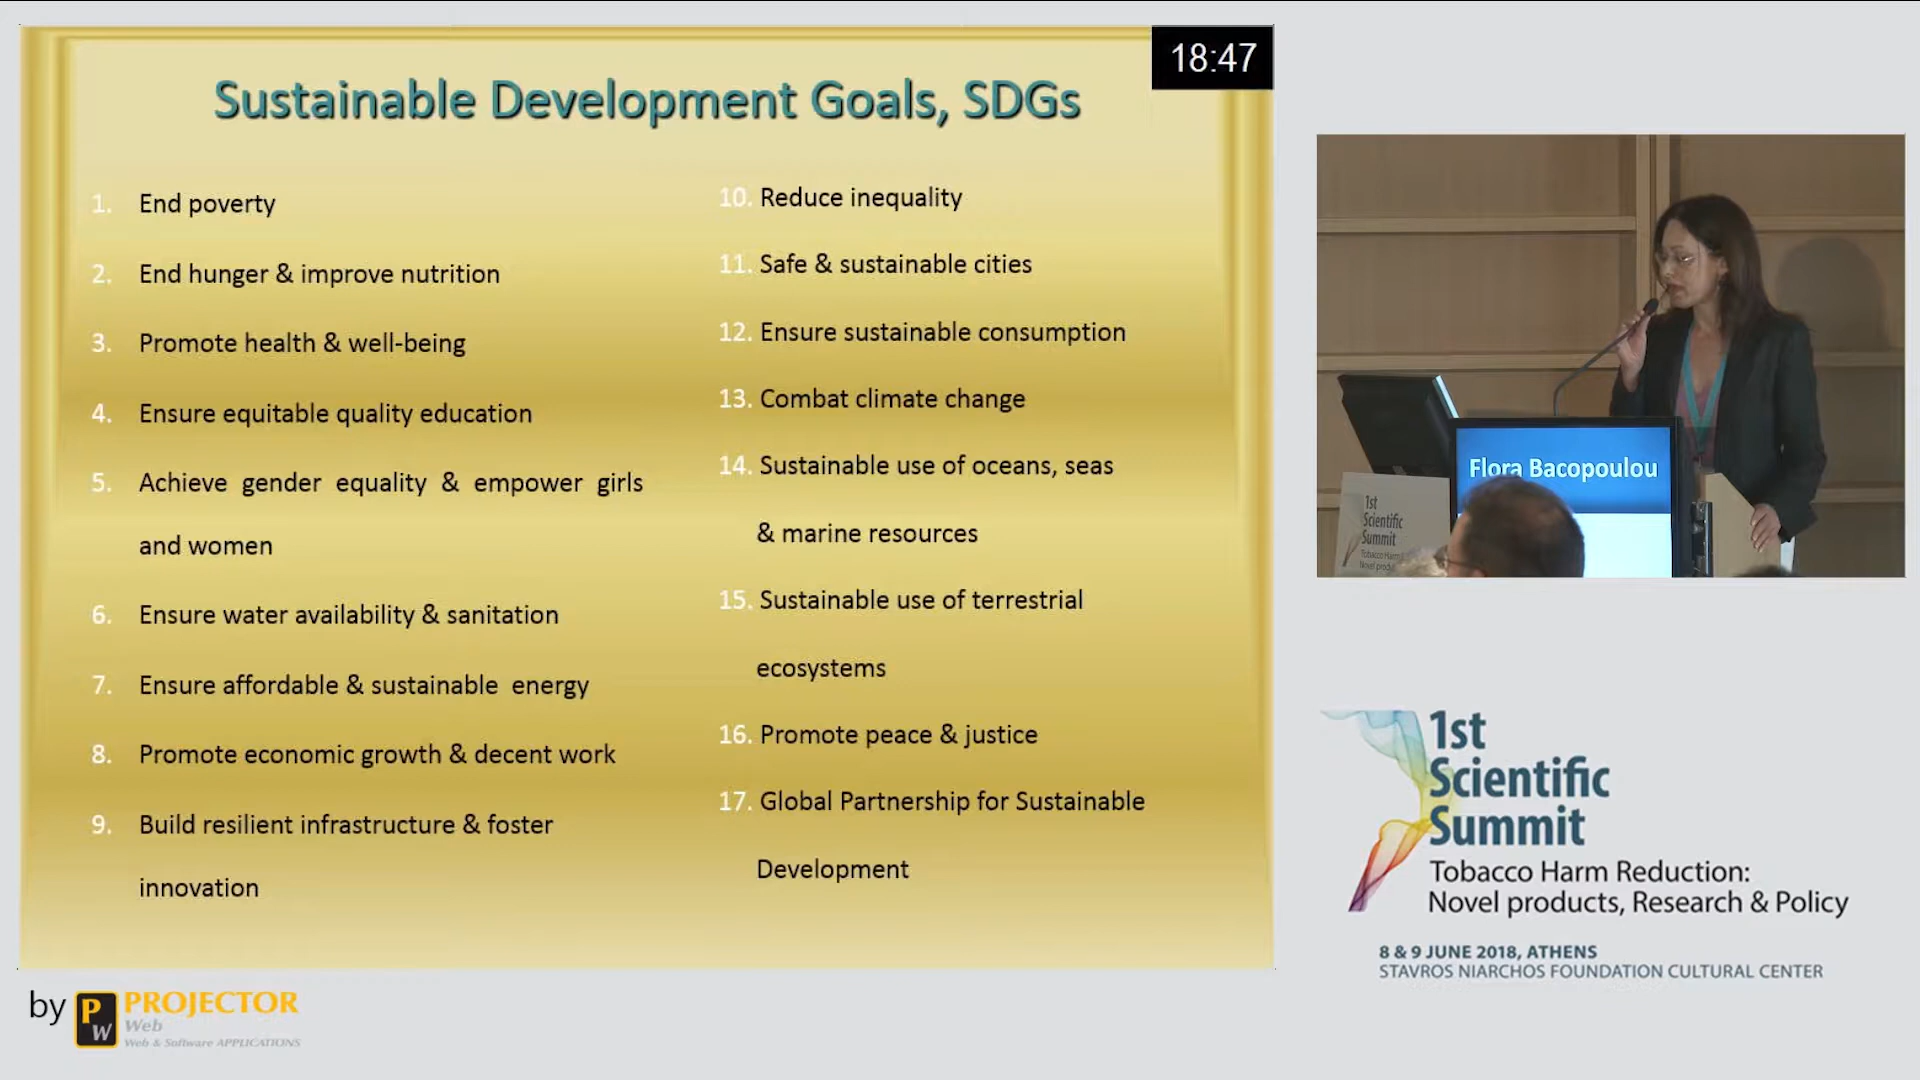 18:47
Sustainable Development Goals, SDGs
1. End poverty
2. End hunger & improve nutrition
3. Promote health & well-being
4. Ensure equitable quality education
5. Achieve gender equality & empower girls
and women
6. Ensure water availability & sanitation
7. Ensure affordable & sustainable energy
8. Promote economic growth & decent work
9. Build resilient infrastructure & foster
innovation
10. Reduce inequality
11. Safe & sustainable cities
12. Ensure sustainable consumption
13. Combat climate change
14. Sustainable use of oceans, seas
& marine resources
15. Sustainable use of terrestrial
ecosystems
16. Promote peace & justice
17. Global Partnership for Sustainable
Development
Flora Bacopoulou
1st
Scientific
Summit
1st
Scientific
Summit
Tobacco Harm Reduction:
Novel products, Research & Policy
8 & 9 JUNE 2018, ATHENS
STAVROS NIARCHOS FOUNDATION CULTURAL CENTER
by PW PROJECTOR
Web
Web & Software APPLICATIONS